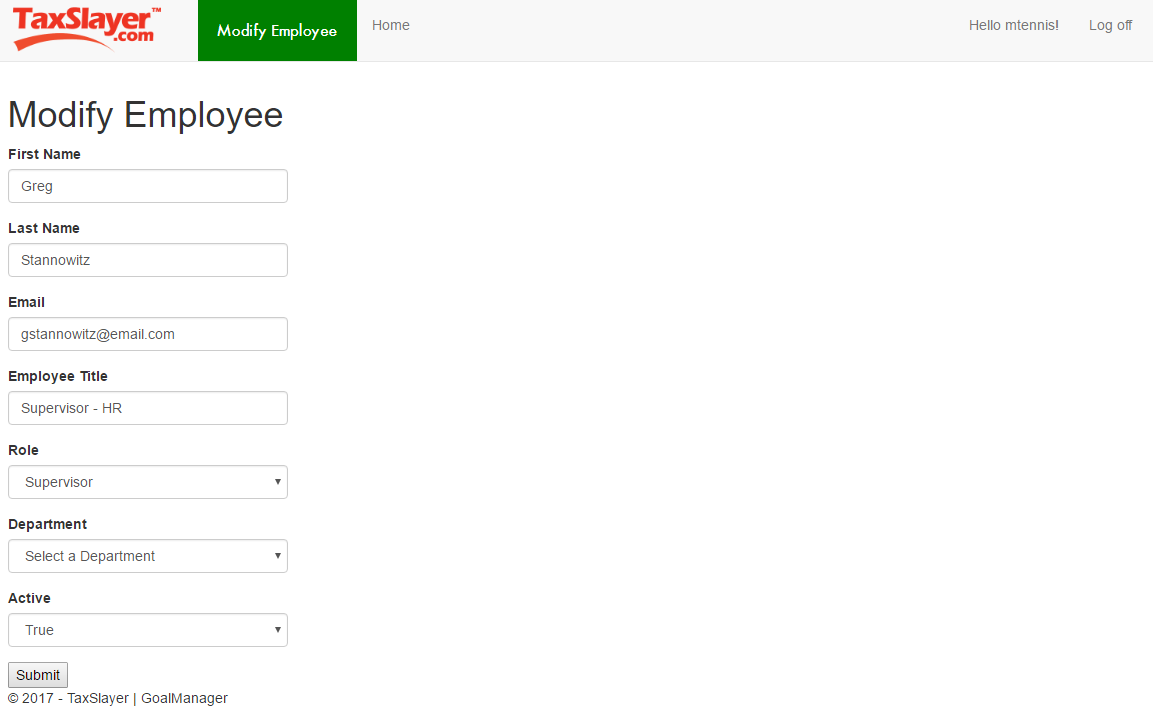 TaxSlayer™
.com
Modify Employee
Home
Hello mtennis!
Log off
Modify Employee
First Name
Greg
Last Name
Stannowitz
Email
gstannowitz@email.com
Employee Title
Supervisor - HR
Role
Supervisor
Department
Select a Department
Active
True
Submit
© 2017 - TaxSlayer | GoalManager